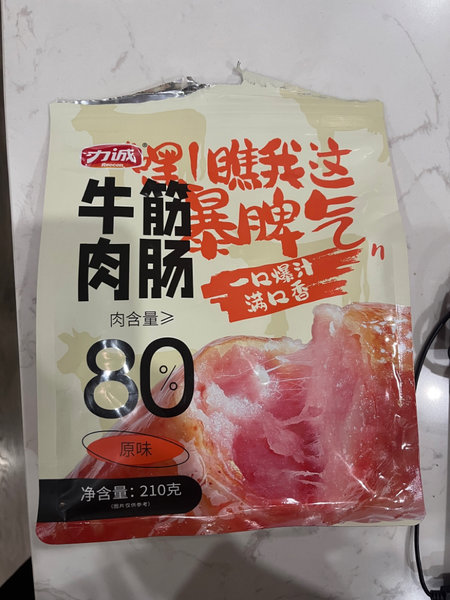 力诚
®
嘿!瞧我这
暴脾气
牛筋
肉肠
一口爆汁
满口香
肉含量≥
80%
原味
净含量：210克
(图片仅供参考)